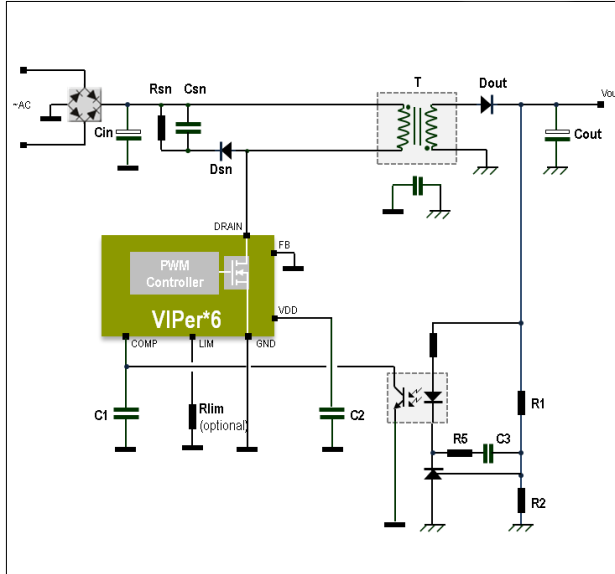 T
Dout
Rsn
Csn
Vou
~AC
Cin
Cout
Dsn
DRAIN
FB
PWM
Controller
VIPer*6
VDD
COMP
LIM
GND
C1
Rlim
(optional)
C2
R1
R5
C3
R2